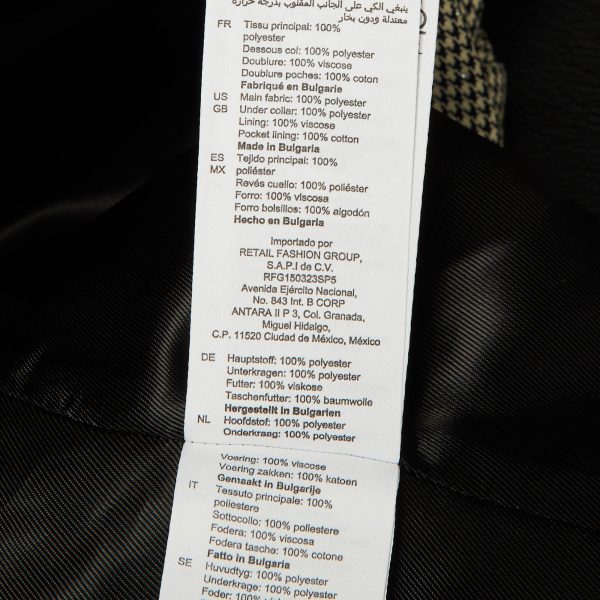 ينبغي الكي على الجانب المقلوب بدرجة حرارة
معتدلة ودون بخار
FR Tissu principal: 100%
polyester
Dessous col: 100% polyester
Doublure: 100% viscose
Doublure poches: 100% coton
Fabriqué en Bulgarie
US Main fabric: 100% polyester
GB Under collar: 100% polyester
Lining: 100% viscose
Pocket lining: 100% cotton
Made in Bulgaria
ES Tejido principal: 100%
MX poliéster
Revés cuello: 100% poliéster
Forro: 100% viscosa
Forro bolsillos: 100% algodón
Hecho en Bulgaria
Importado por
RETAIL FASHION GROUP,
S.A.P.I de C.V.
RFG150323SP5
Avenida Ejército Nacional,
No. 843 Int. B CORP
ANTARA II P 3, Col. Granada,
Miguel Hidalgo,
C.P. 11520 Ciudad de México, México
DE Hauptstoff: 100% polyester
Unterkragen: 100% polyester
Futter: 100% viskose
Taschenfutter: 100% baumwolle
Hergestellt in Bulgarien
NL Hoofdstof: 100% polyester
Onderkraag: 100% polyester
Voering: 100% viscose
Voering zakken: 100% katoen
Gemaakt in Bulgarije
IT Tessuto principale: 100%
poliestere
Sottocollo: 100% poliestere
Fodera: 100% viscosa
Fodera tasche: 100% cotone
Fatto in Bulgaria
SE Huvudtyg: 100% polyester
Underkrage: 100% polyester
Foder: 100%